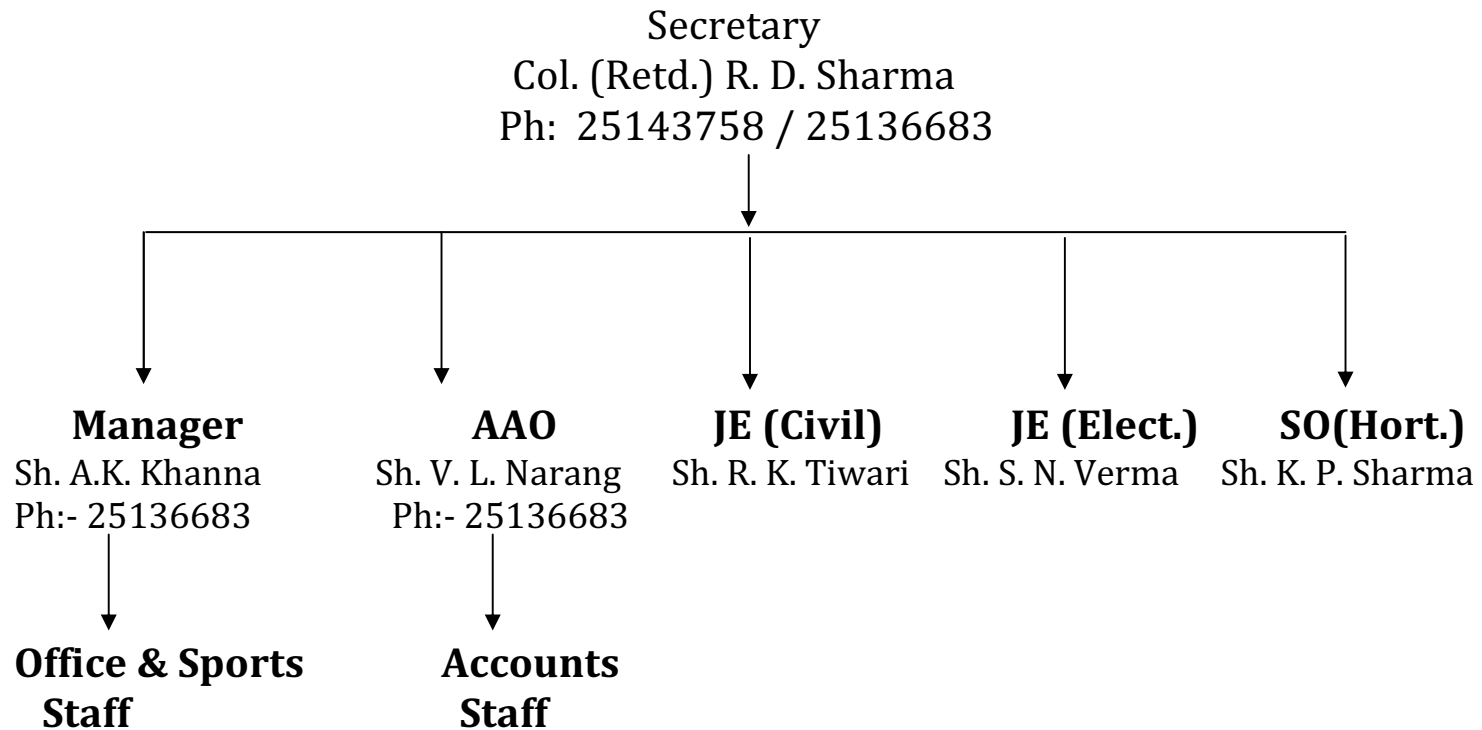 Secretary
Col. (Retd.) R. D. Sharma
Ph: 25143758 / 25136683
Manager
Sh. A.K. Khanna
Ph:- 25136683
AAO
Sh. V. L. Narang
Ph:- 25136683
JE (Civil)
Sh. R. K. Tiwari
JE (Elect.)
Sh. S. N. Verma
SO(Hort.)
Sh. K. P. Sharma
Office & Sports
Staff
Accounts
Staff